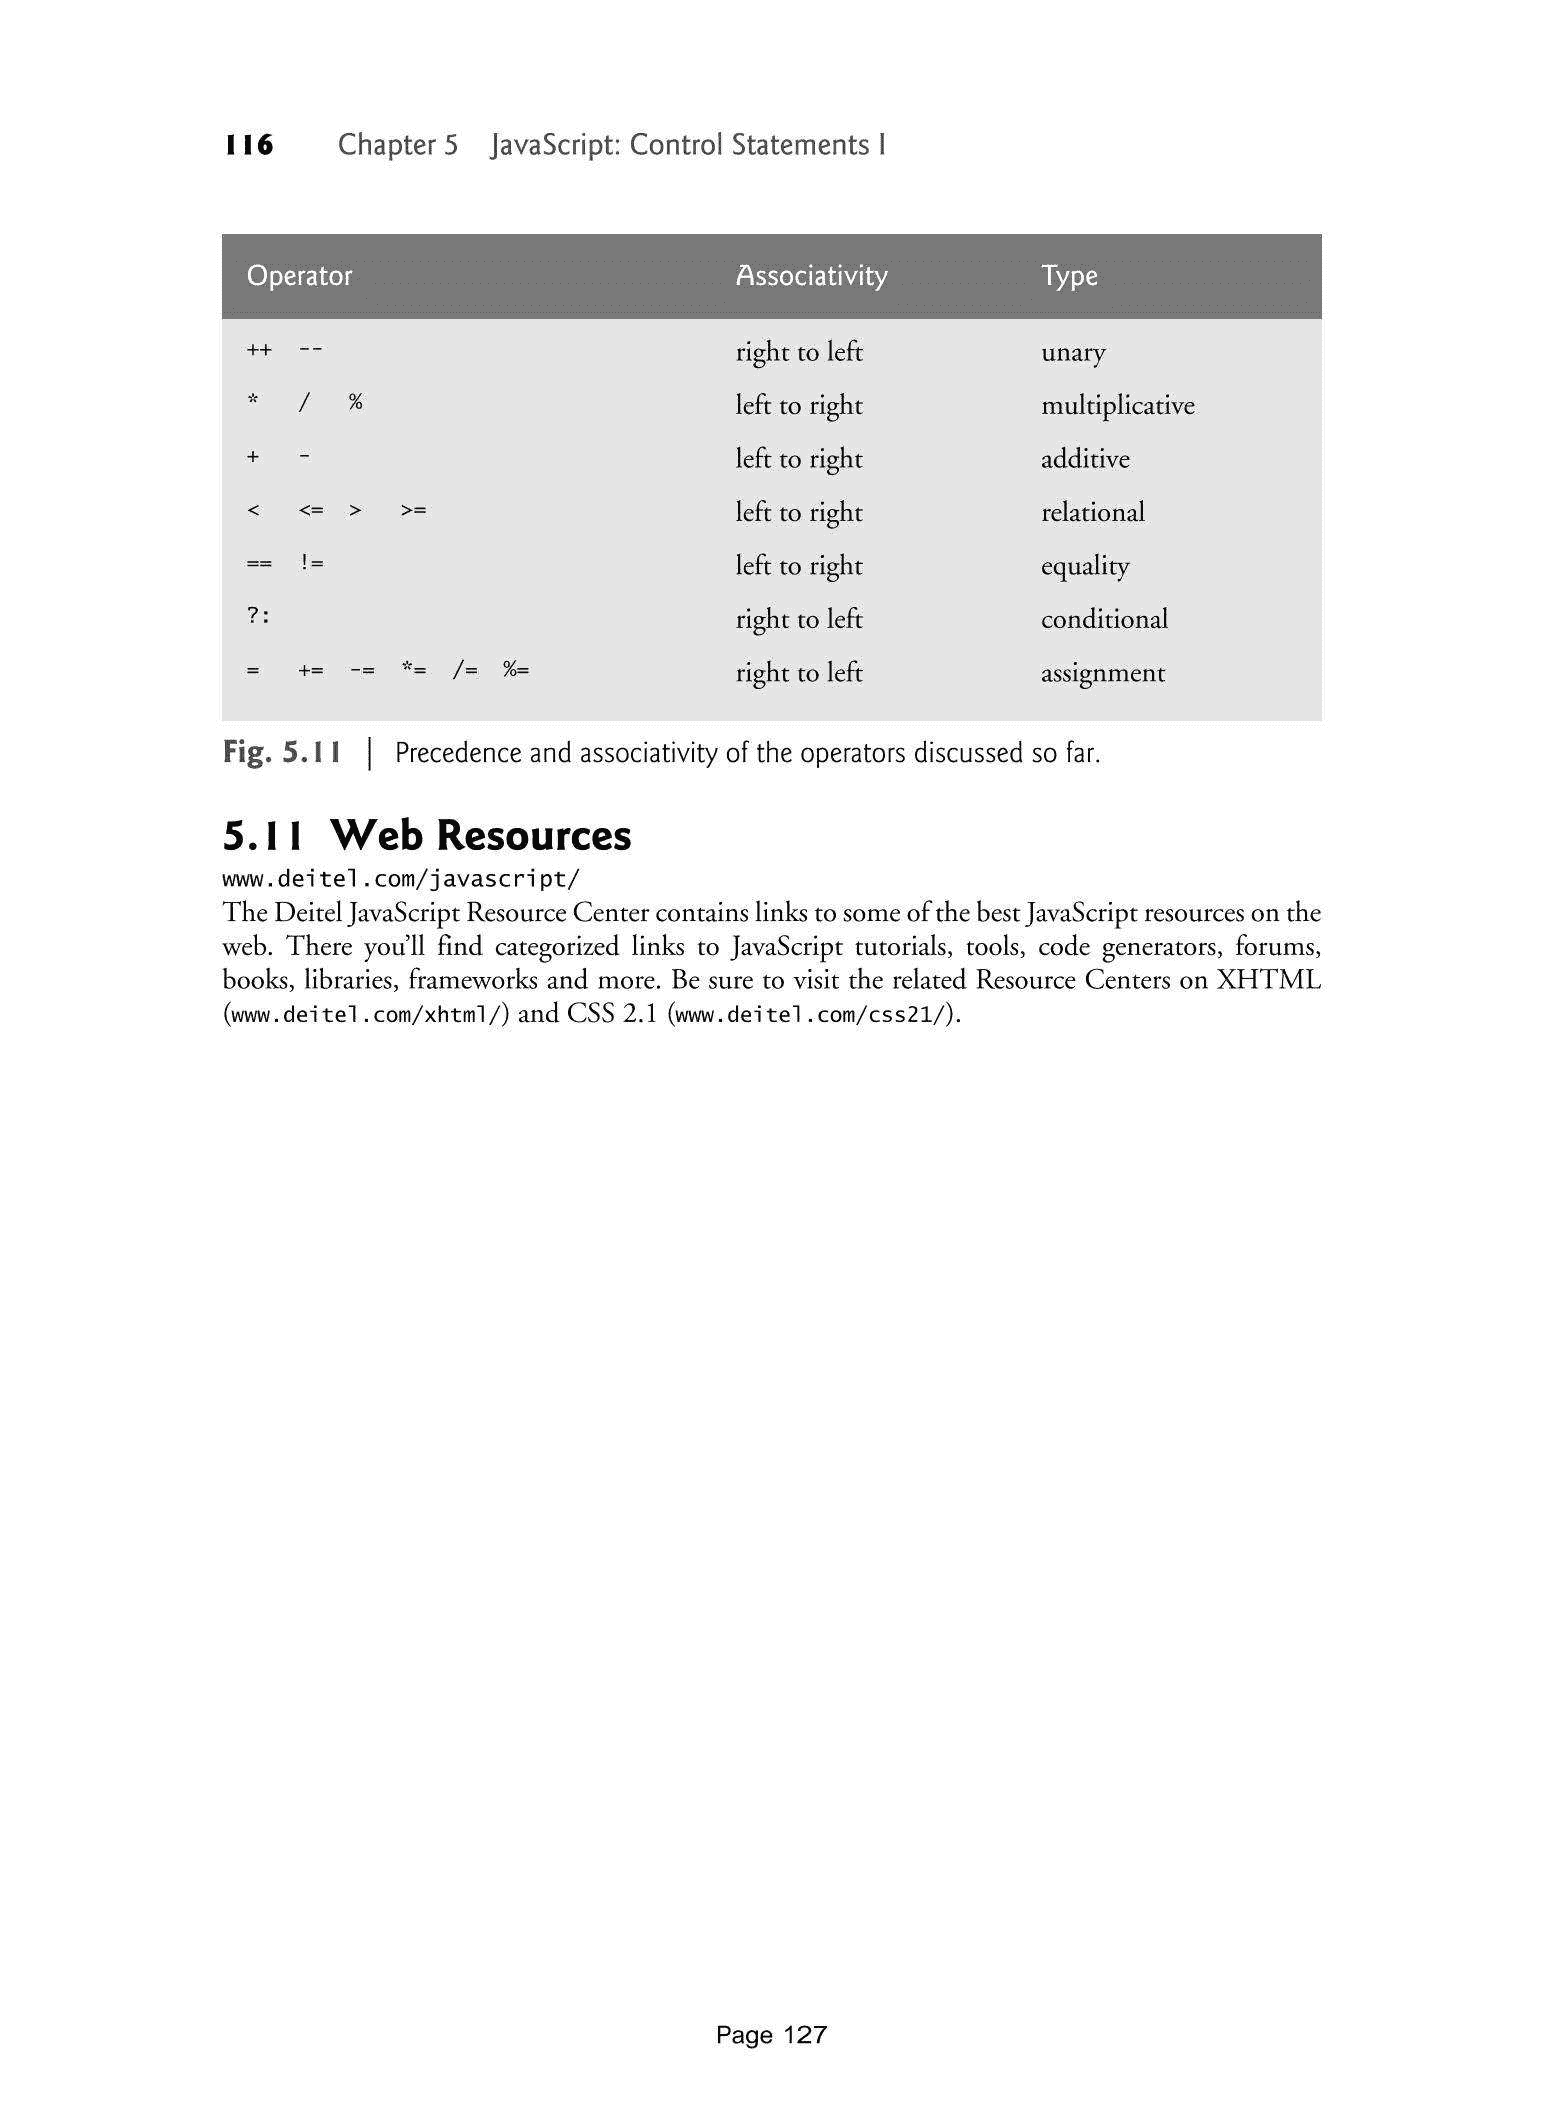 116 Chapter 5 JavaScript: Control Statements I
Operator Associativity Type
++ -- right to left unary
* / % left to right multiplicative
+ - left to right additive
< <= > >= left to right relational
== != left to right equality
?: right to left conditional
= += -= *= /= %= right to left assignment
Fig. 5.11 | Precedence and associativity of the operators discussed so far.
5.11 Web Resources
www.deitel.com/javascript/
The Deitel JavaScript Resource Center contains links to some of the best JavaScript resources on the
web. There you’ll find categorized links to JavaScript tutorials, tools, code generators, forums,
books, libraries, frameworks and more. Be sure to visit the related Resource Centers on XHTML
(www.deitel.com/xhtml/) and CSS 2.1 (www.deitel.com/css21/).
Page 127